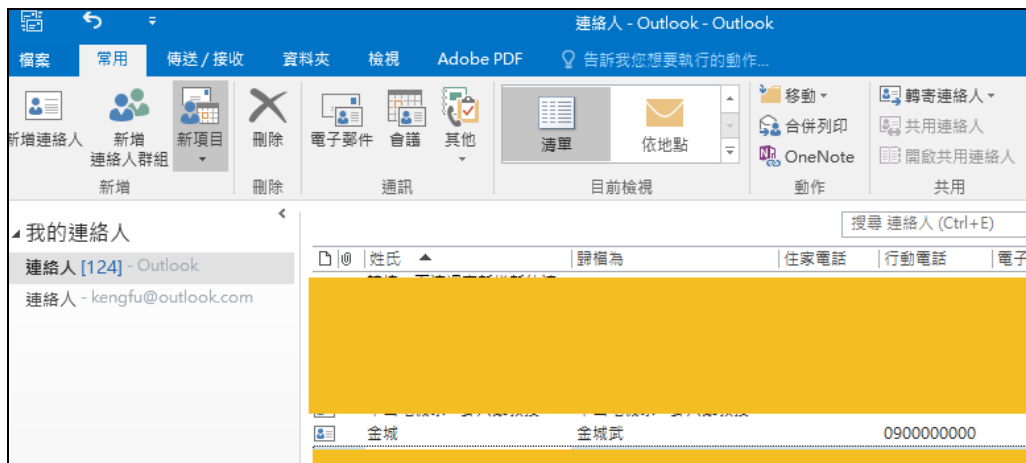 連絡人 - Outlook - Outlook
檔案 常用 傳送 / 接收 資料夾 檢視 Adobe PDF 告訴我您想要執行的動作...
新增連絡人 新增 連絡人群組 新項目 刪除 電子郵件 會議 其他 清單 依地點 移動 轉寄連絡人
合併列印 共用連絡人
OneNote 開啟共用連絡人
新增 刪除 通訊 目前檢視 動作 共用
我的連絡人
搜尋 連絡人 (Ctrl+E)
連絡人 [124] - Outlook
姓氏 歸檔為 住家電話 行動電話 電子
連絡人 - kengfu@outlook.com
金城 金城武 0900000000